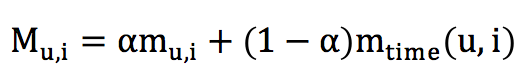 M_{u,i} = αm_{u,i} + (1 − α)m_{time}(u, i)